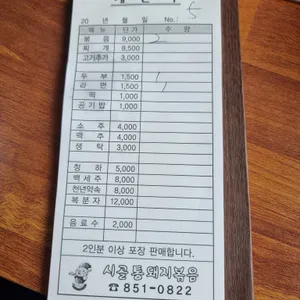 계산서
20 년 월 일 No.: 5
메뉴 단가 수량
볶음 9,000 2
찌개 8,500
고기추가 3,000
두부 1,500
라면 1,500
떡 1,000
공기밥 1,000
소주 4,000
맥주 4,000
생탁 3,000
청하 5,000
백세주 8,000
천년약속 8,000
복분자 12,000
음료수 2,000
2인분 이상 포장 판매합니다.
시골통돼지볶음
☎851-0822